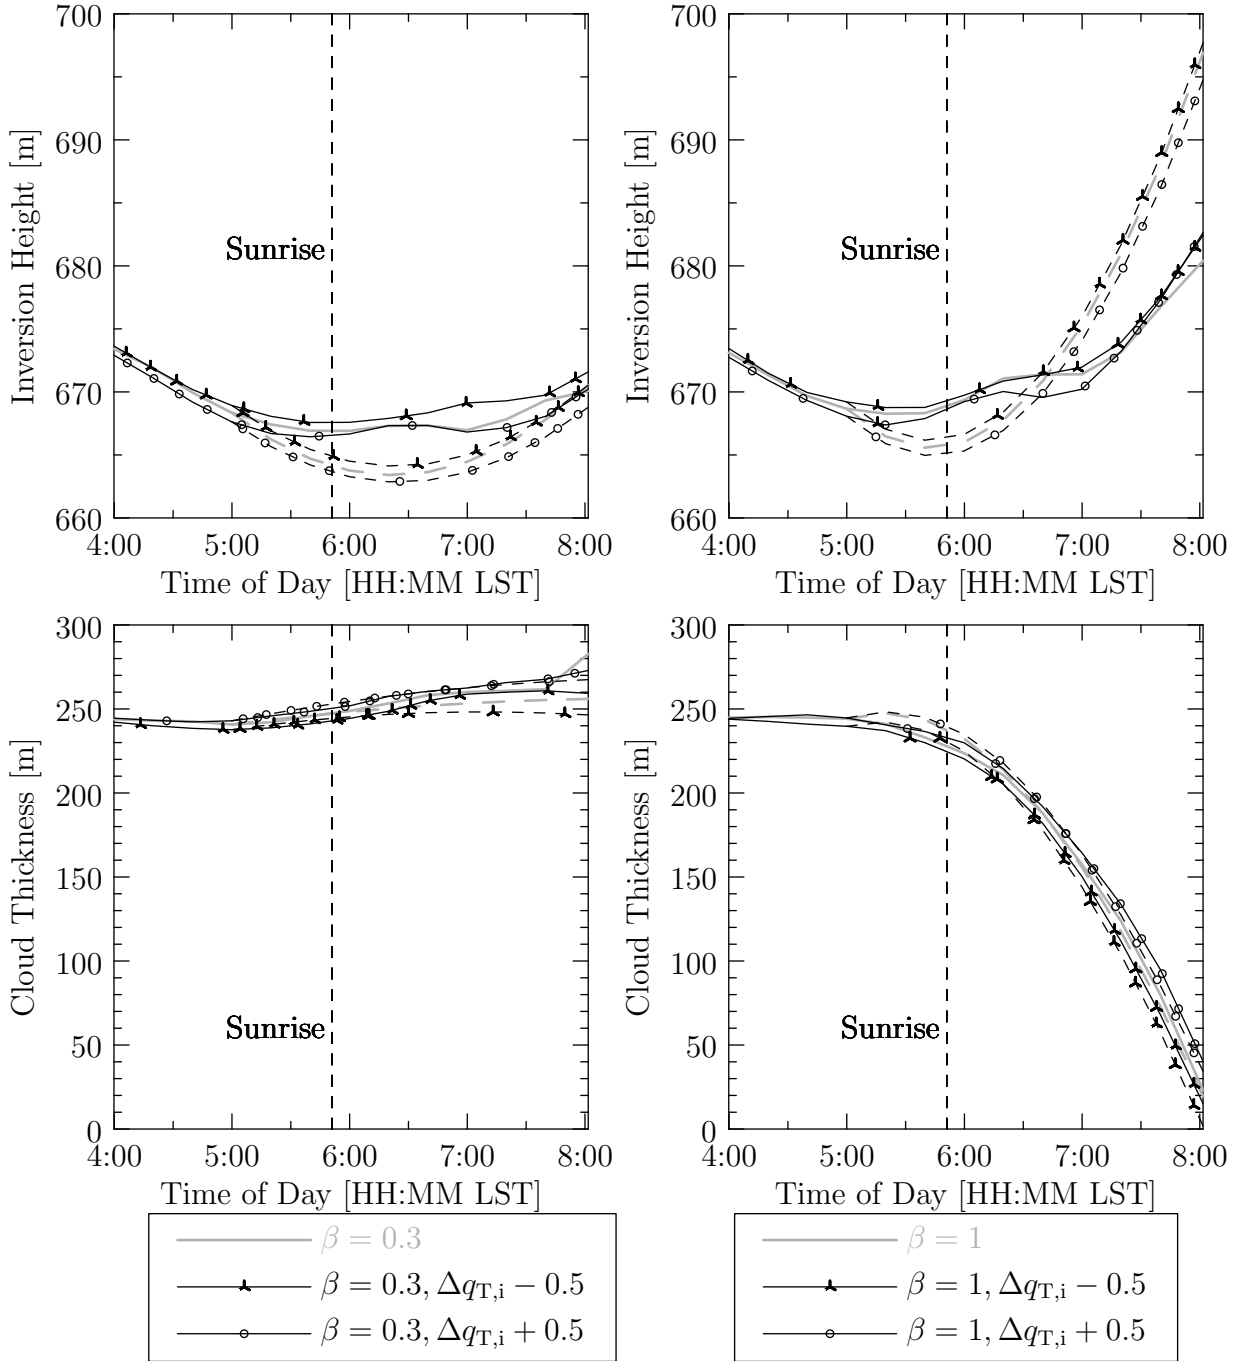 700
690
680
670
660
Inversion Height [m]
Sunrise
4:00 5:00 6:00 7:00 8:00
Time of Day [HH:MM LST]
700
690
680
670
660
Inversion Height [m]
Sunrise
4:00 5:00 6:00 7:00 8:00
Time of Day [HH:MM LST]
300
250
200
150
100
50
0
Cloud Thickness [m]
Sunrise
4:00 5:00 6:00 7:00 8:00
Time of Day [HH:MM LST]
300
250
200
150
100
50
0
Cloud Thickness [m]
Sunrise
4:00 5:00 6:00 7:00 8:00
Time of Day [HH:MM LST]
β = 0.3
β = 0.3, Δq_T,i − 0.5
β = 0.3, Δq_T,i + 0.5
β = 1
β = 1, Δq_T,i − 0.5
β = 1, Δq_T,i + 0.5